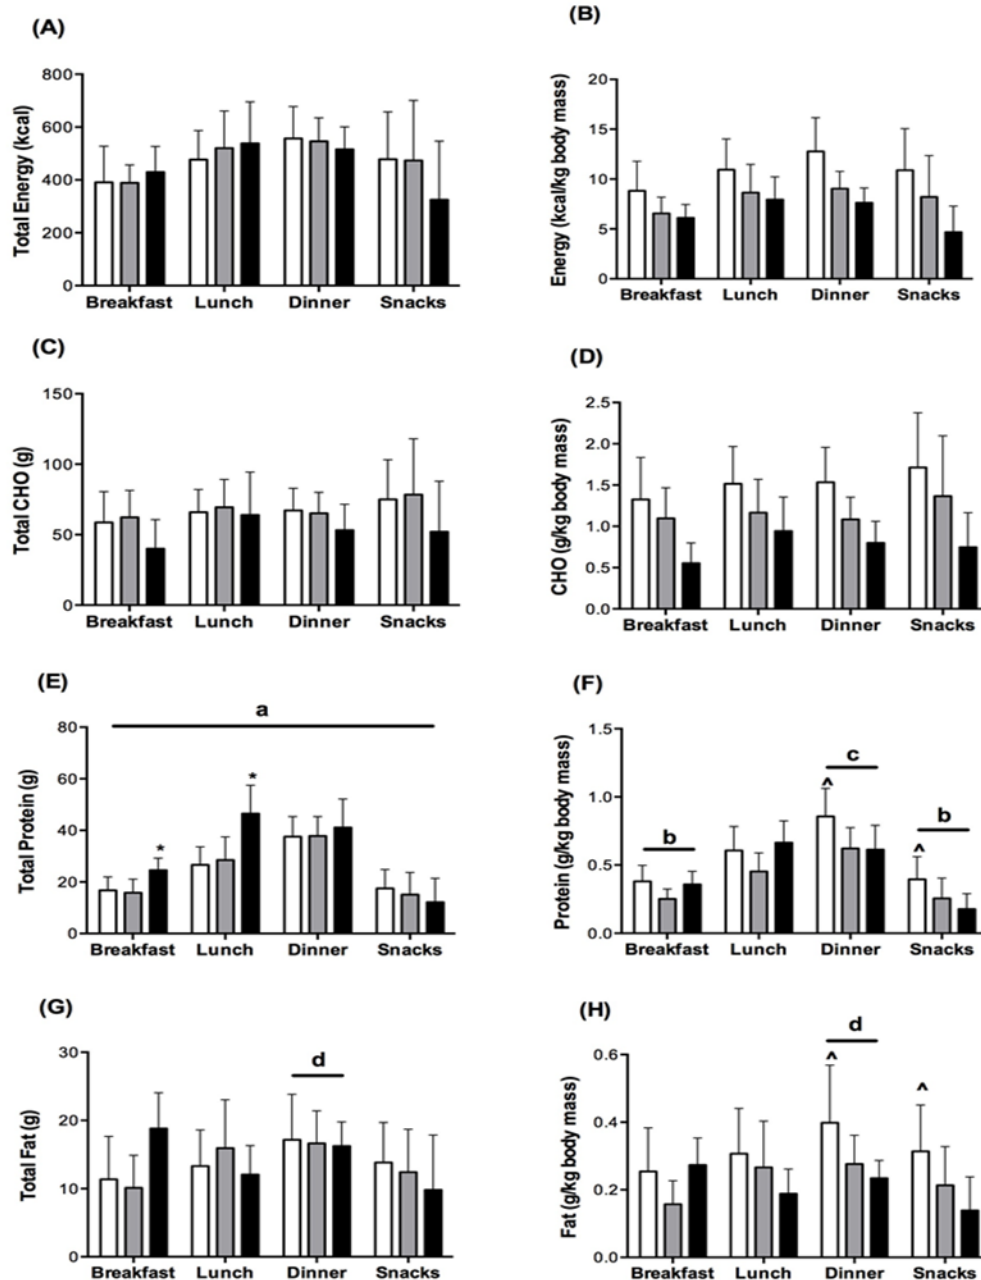 (A)
Total Energy (kcal)
800
600
400
200
0
Breakfast Lunch Dinner Snacks
(B)
Energy (kcal/kg body mass)
20
15
10
5
0
Breakfast Lunch Dinner Snacks
(C)
Total CHO (g)
150
100
50
0
Breakfast Lunch Dinner Snacks
(D)
CHO (g/kg body mass)
2.5
2.0
1.5
1.0
0.5
0.0
Breakfast Lunch Dinner Snacks
(E)
a
Total Protein (g)
80
60
40
20
0
* *
Breakfast Lunch Dinner Snacks
(F)
Protein (g/kg body mass)
1.5
1.0
0.5
0.0
b
c
^
b
^
Breakfast Lunch Dinner Snacks
(G)
Total Fat (g)
30
20
10
0
d
Breakfast Lunch Dinner Snacks
(H)
Fat (g/kg body mass)
0.6
0.4
0.2
0.0
d
^
^
Breakfast Lunch Dinner Snacks